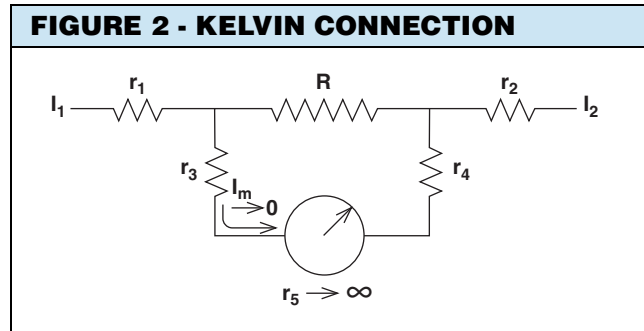 FIGURE 2 - KELVIN CONNECTION
r1 R r2
I1 I2
r3 r4
Im
→0
r5 → ∞